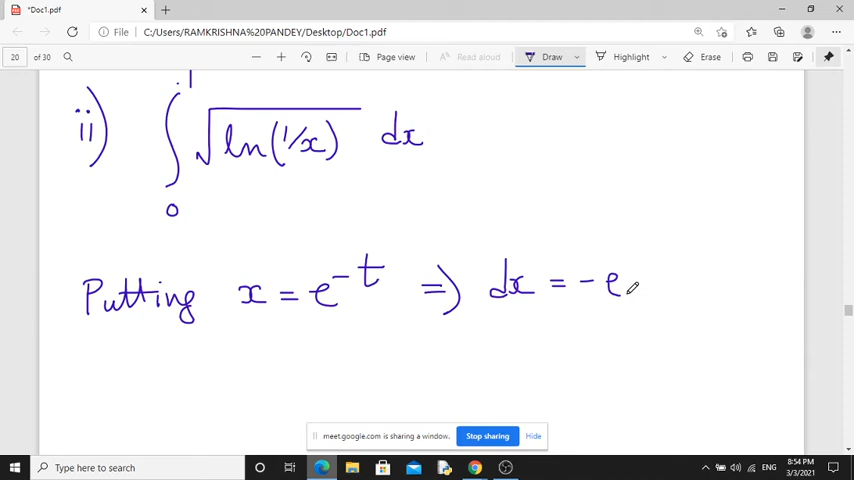 *Doc1.pdf
File C:/Users/RAMKRISHNA%20PANDEY/Desktop/Doc1.pdf
20 of 30 Page view Read aloud Draw Highlight Erase
ii) ∫₀¹ √ln(1/x) dx
Putting x = e^{-t} ⇒ dx = -e
meet.google.com is sharing a window. Stop sharing Hide
Type here to search
ENG 8:54 PM
3/3/2021